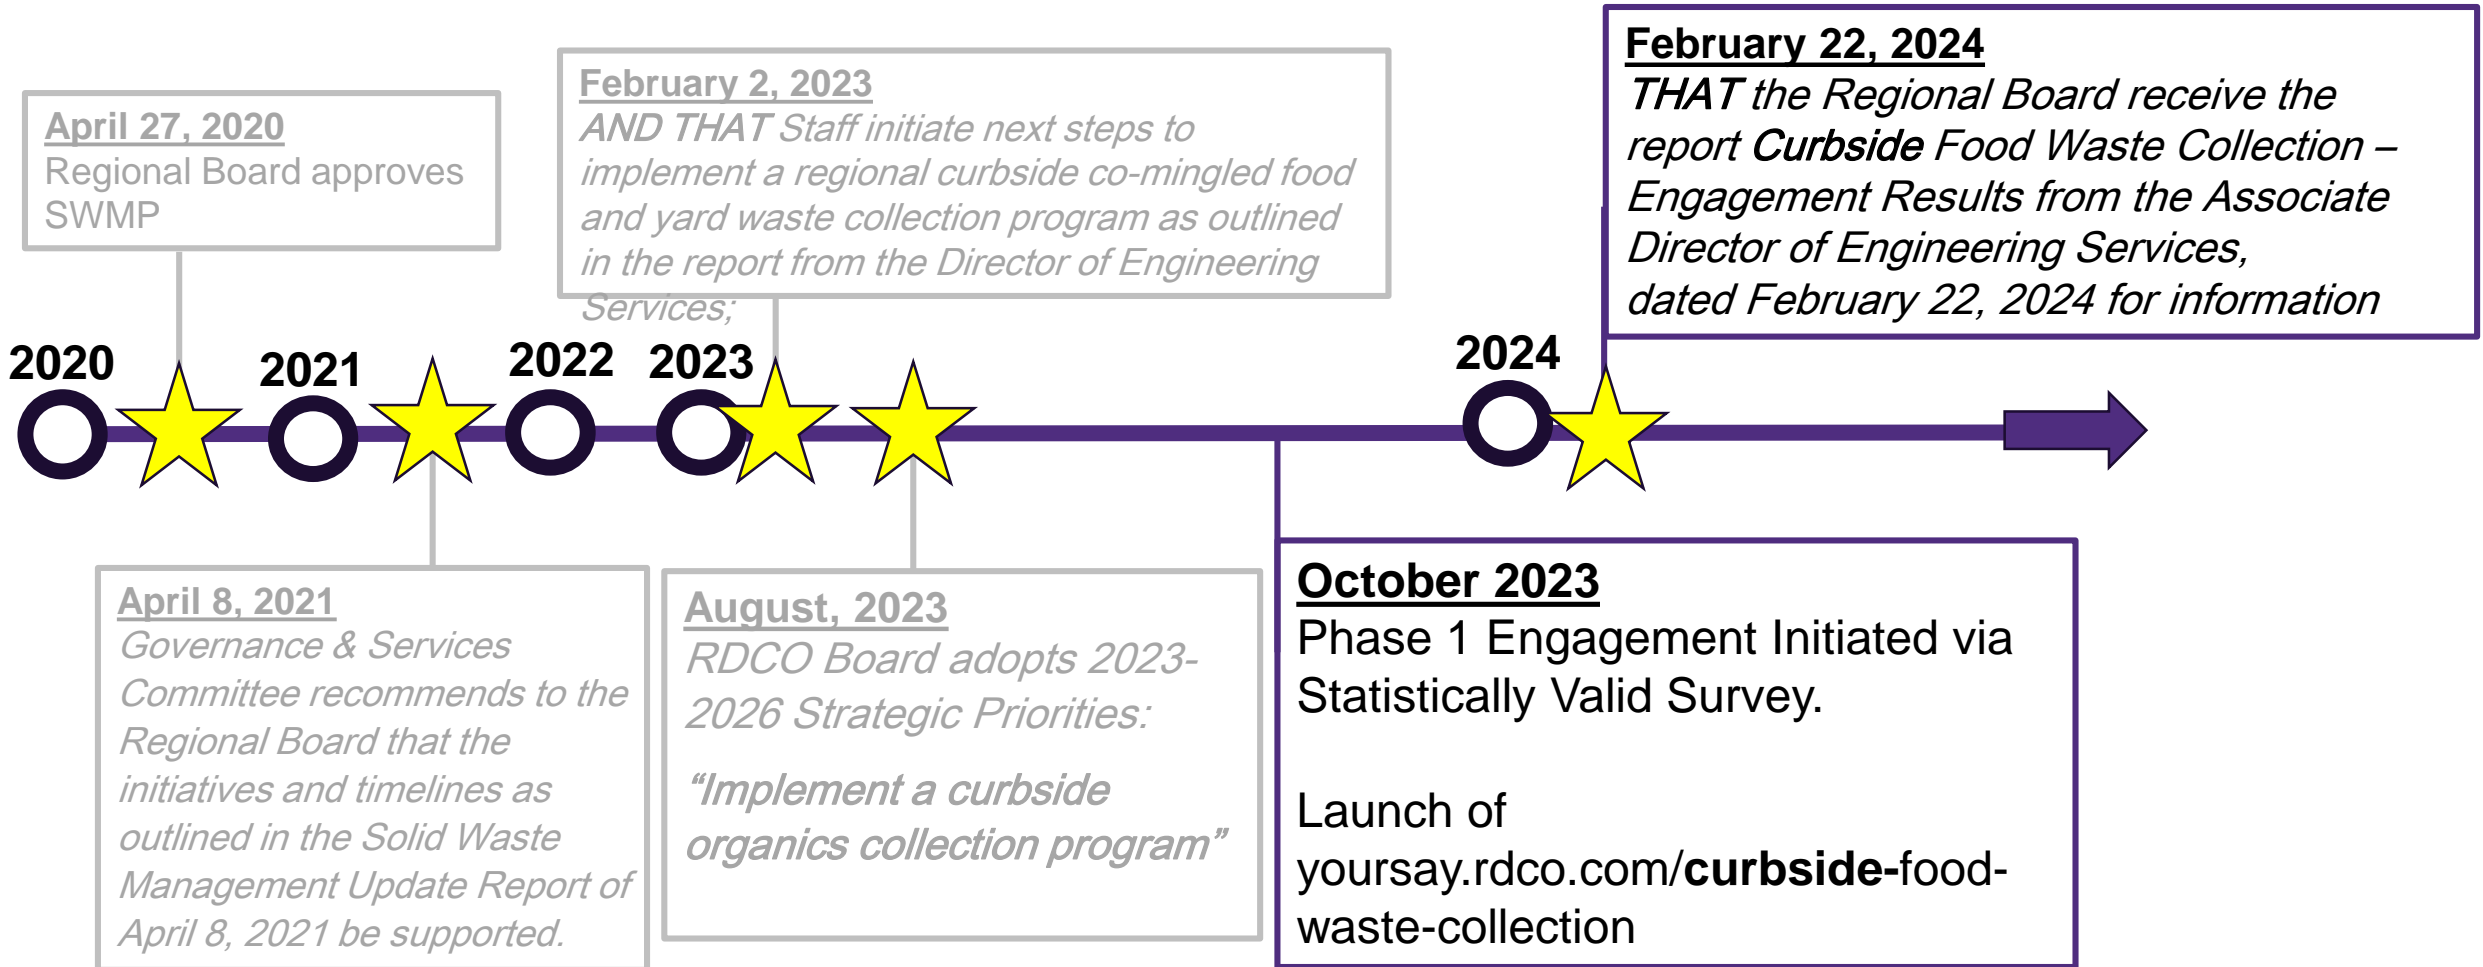 April 27, 2020
Regional Board approves
SWMP
February 2, 2023
AND THAT Staff initiate next steps to
implement a regional curbside co-mingled food
and yard waste collection program as outlined
in the report from the Director of Engineering
Services;
February 22, 2024
THAT the Regional Board receive the
report Curbside Food Waste Collection –
Engagement Results from the Associate
Director of Engineering Services,
dated February 22, 2024 for information
2020
2021
2022
2023
2024
April 8, 2021
Governance & Services
Committee recommends to the
Regional Board that the
initiatives and timelines as
outlined in the Solid Waste
Management Update Report of
April 8, 2021 be supported.
August, 2023
RDCO Board adopts 2023-
2026 Strategic Priorities:
“Implement a curbside
organics collection program”
October 2023
Phase 1 Engagement Initiated via
Statistically Valid Survey.
Launch of
yoursay.rdco.com/curbside-food-
waste-collection